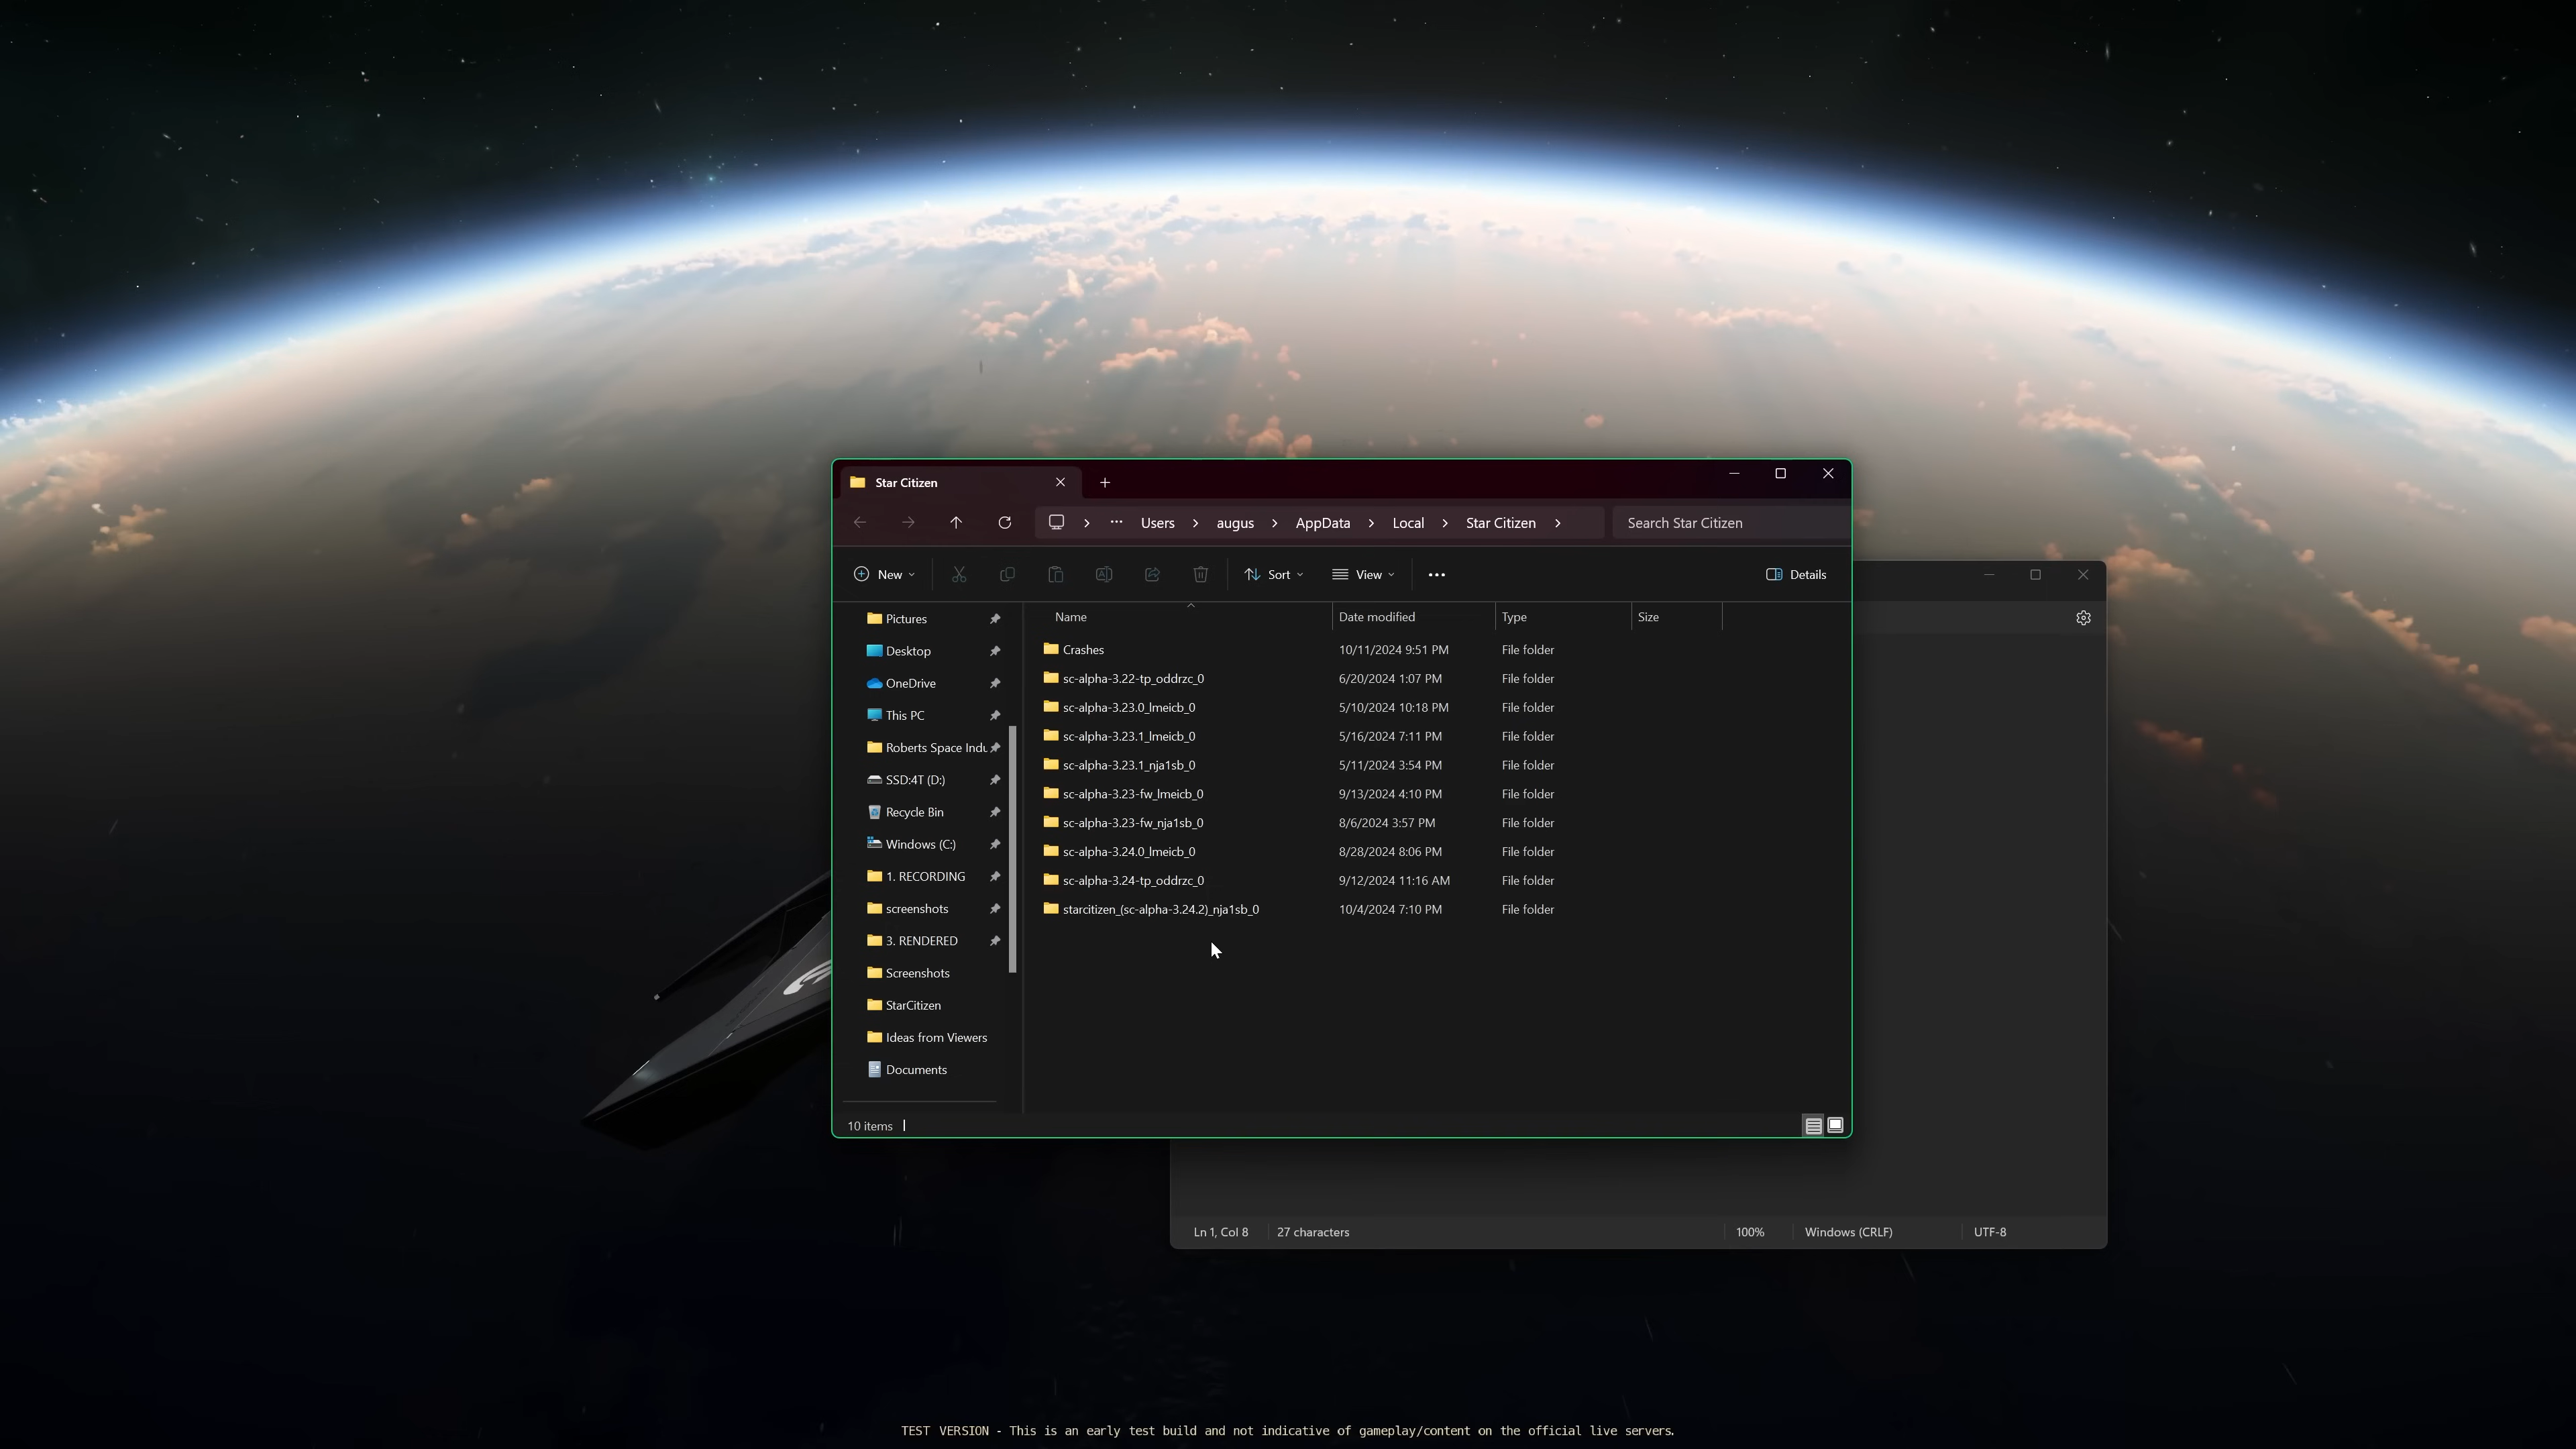 Star Citizen
Users > augus > AppData > Local > Star Citizen >
Search Star Citizen
New
Sort
View
Details
Pictures
Desktop
OneDrive
This PC
Roberts Space Indu
SSD:4T (D:)
Recycle Bin
Windows (C:)
1. RECORDING
screenshots
3. RENDERED
Screenshots
StarCitizen
Ideas from Viewers
Documents
Name Date modified Type Size
Crashes 10/11/2024 9:51 PM File folder
sc-alpha-3.22-tp_oddrzc_0 6/20/2024 1:07 PM File folder
sc-alpha-3.23.0_lmeicb_0 5/10/2024 10:18 PM File folder
sc-alpha-3.23.1_lmeicb_0 5/16/2024 7:11 PM File folder
sc-alpha-3.23.1_nja1sb_0 5/11/2024 3:54 PM File folder
sc-alpha-3.23-fw_lmeicb_0 9/13/2024 4:10 PM File folder
sc-alpha-3.23-fw_nja1sb_0 8/6/2024 3:57 PM File folder
sc-alpha-3.24.0_lmeicb_0 8/28/2024 8:06 PM File folder
sc-alpha-3.24-tp_oddrzc_0 9/12/2024 11:16 AM File folder
starcitizen_(sc-alpha-3.24.2)_nja1sb_0 10/4/2024 7:10 PM File folder
10 items
Ln 1, Col 8 27 characters 100% Windows (CRLF) UTF-8
TEST VERSION - This is an early test build and not indicative of gameplay/content on the official live servers.